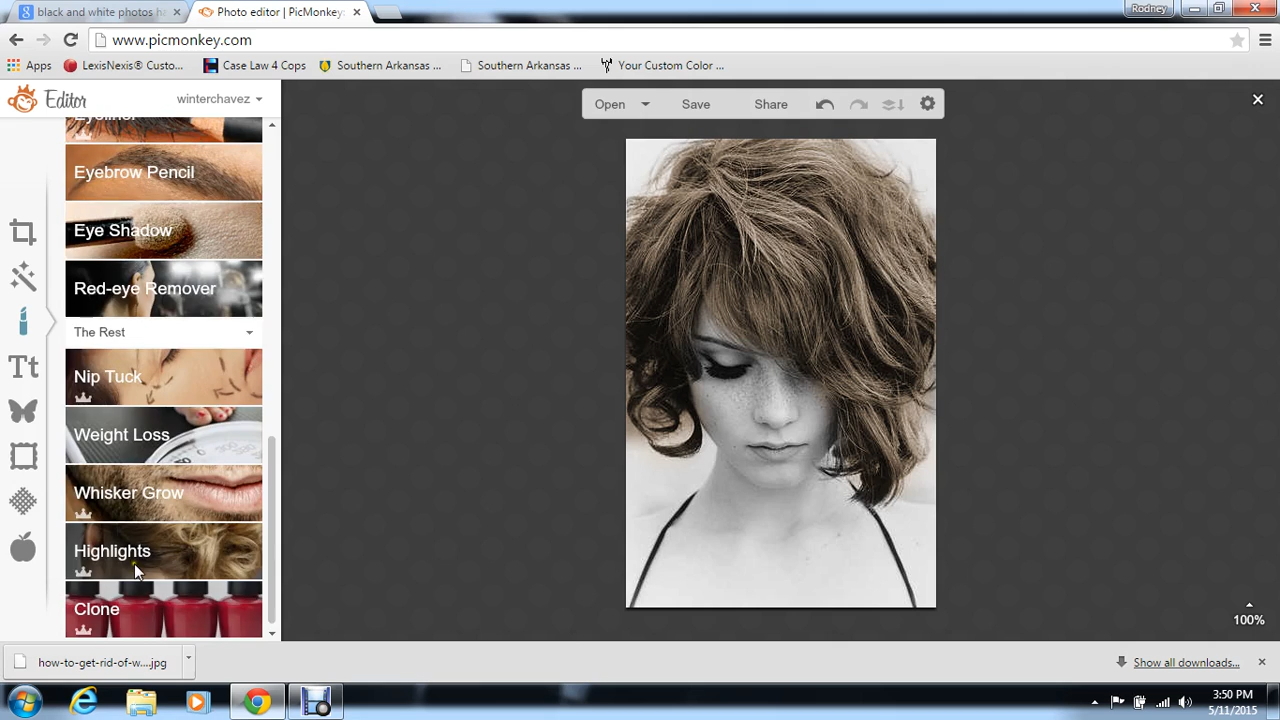 black and white photos ha
Photo editor | PicMonkey:
Rodney
www.picmonkey.com
Apps
LexisNexis® Custo...
Case Law 4 Cops
Southern Arkansas ...
Southern Arkansas ...
Your Custom Color ...
Editor
winterchavez
Open
Save
Share
Eyeliner
Eyebrow Pencil
Eye Shadow
Red-eye Remover
The Rest
Nip Tuck
Weight Loss
Whisker Grow
Highlights
Clone
Tt
100%
how-to-get-rid-of-w....jpg
Show all downloads...
3:50 PM
5/11/2015